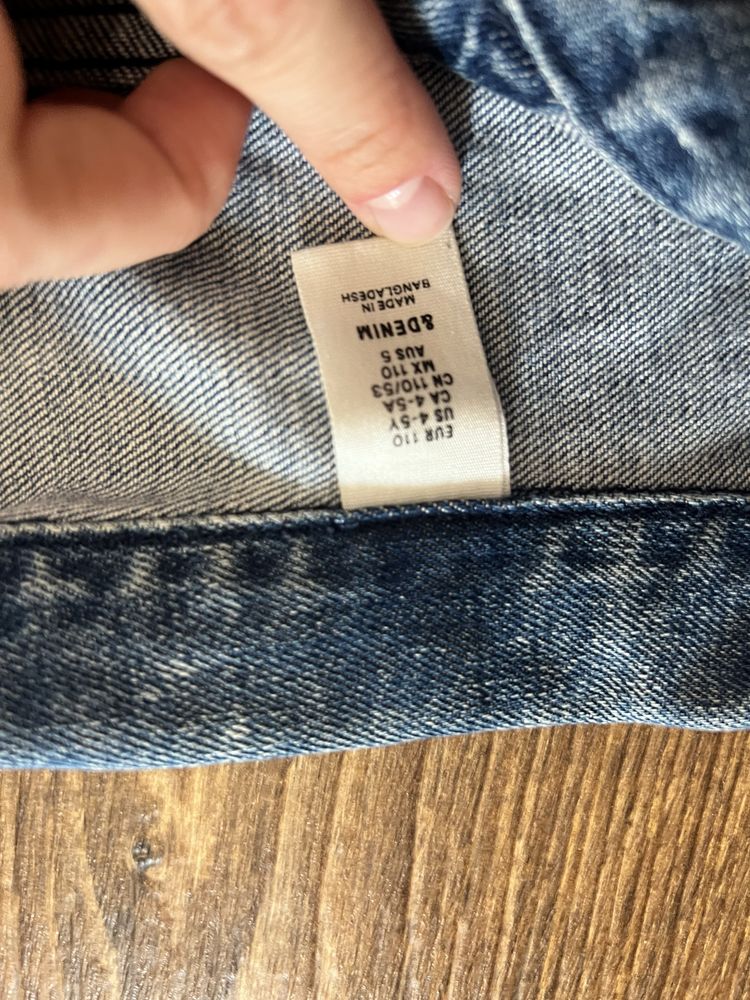 EUR 110
US 4-5Y
CA 4-5A
CN 110/53
MX 110
AUS 5
&DENIM
MADE IN
BANGLADESH